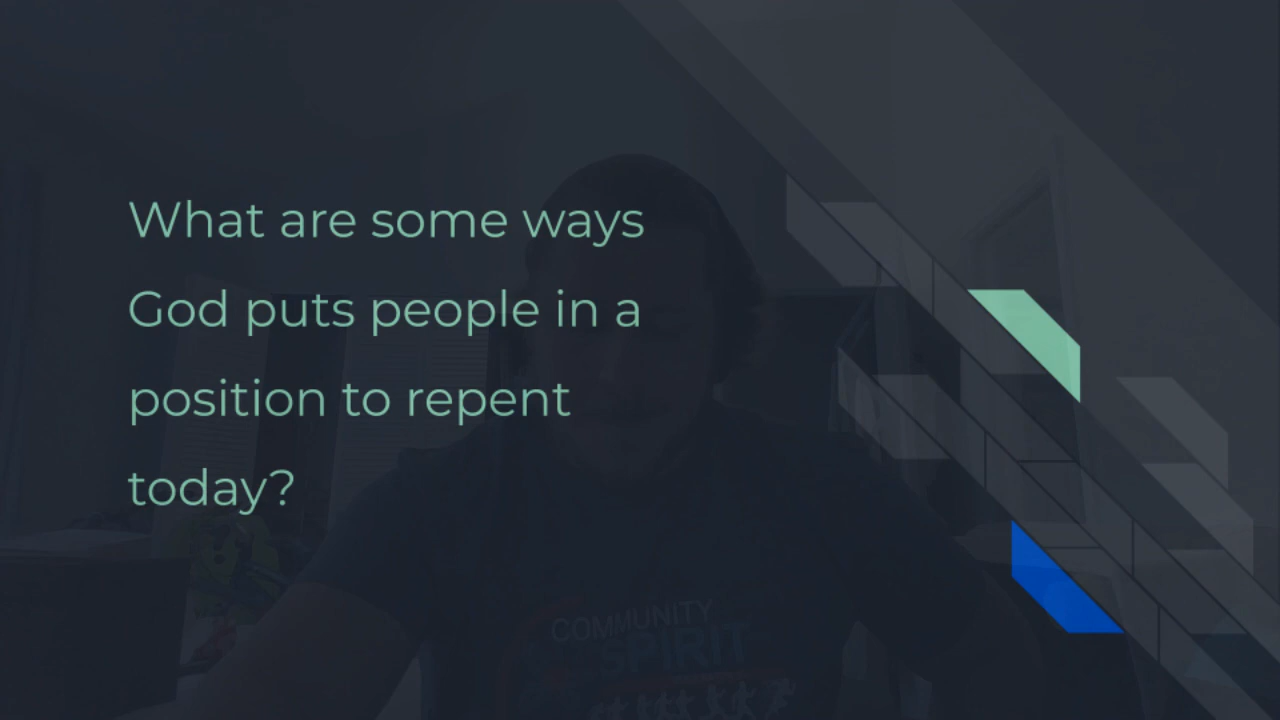 What are some ways
God puts people in a
position to repent
today?
COMMUNITY
SPIRIT